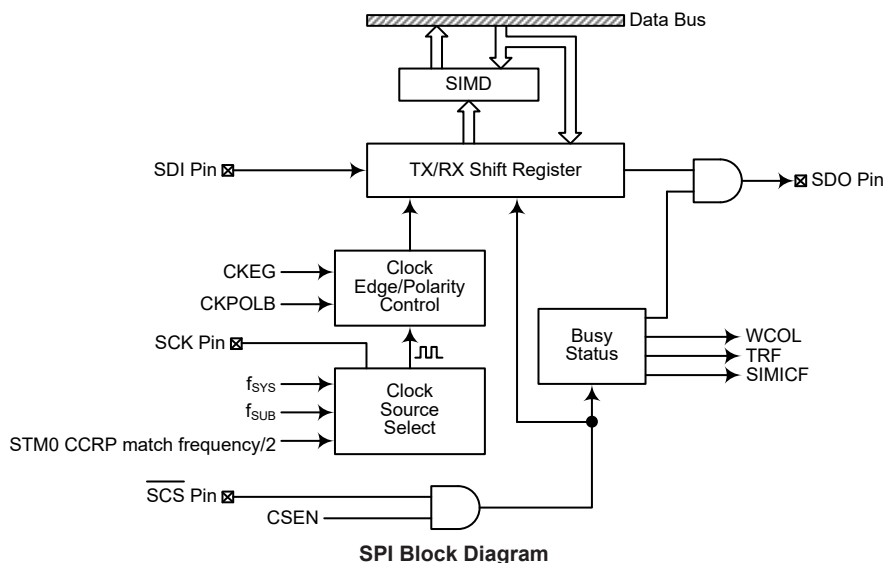 Data Bus
SIMD
SDI Pin
TX/RX Shift Register
SDO Pin
CKEG
CKPOLB
Clock
Edge/Polarity
Control
SCK Pin
Busy
Status
WCOL
TRF
SIMICF
fSYS
fSUB
STM0 CCRP match frequency/2
Clock
Source
Select
SCS Pin
CSEN
SPI Block Diagram